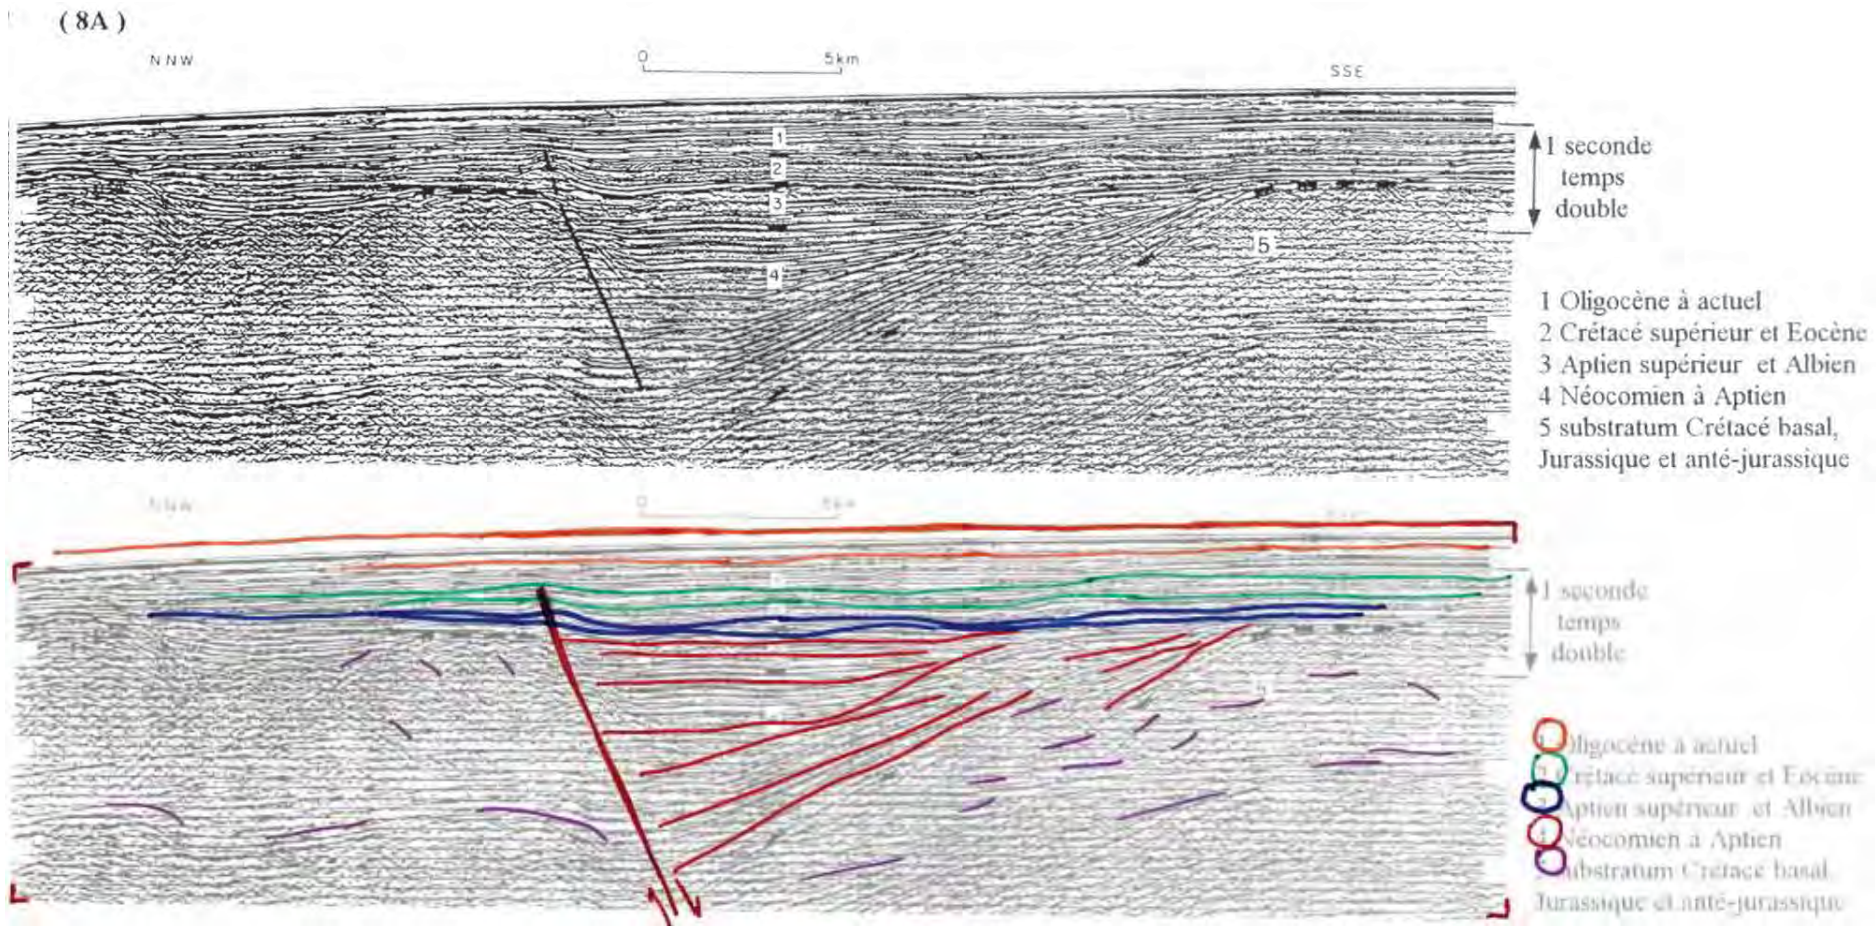 ( 8A )
NNW
0 5km
SSE
1
2
3
4
5
1 seconde
temps
double
1 Oligocène à actuel
2 Crétacé supérieur et Eocène
3 Aptien supérieur et Albien
4 Néocomien à Aptien
5 substratum Crétacé basal,
Jurassique et anté-jurassique
NNW
0 5km
1 seconde
temps
double
Oligocène à actuel
Crétacé supérieur et Eocène
Aptien supérieur et Albien
Néocomien à Aptien
substratum Crétacé basal,
Jurassique et anté-jurassique